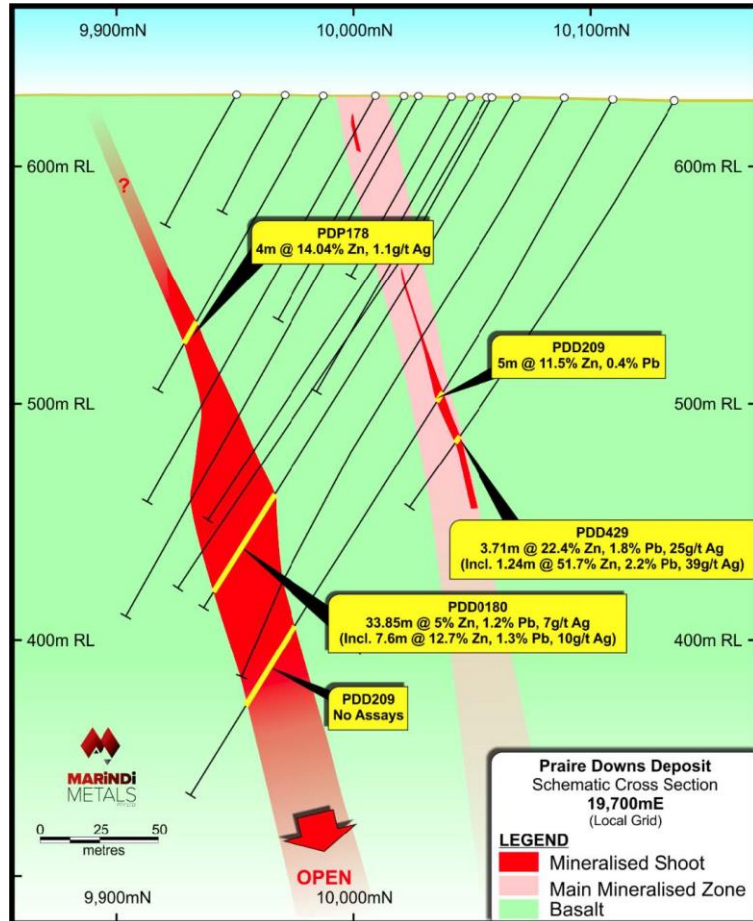 9,900mN
10,000mN
10,100mN
600m RL
600m RL
?
PDP178
4m @ 14.04% Zn, 1.1g/t Ag
PDD209
5m @ 11.5% Zn, 0.4% Pb
500m RL
500m RL
PDD429
3.71m @ 22.4% Zn, 1.8% Pb, 25g/t Ag
(Incl. 1.24m @ 51.7% Zn, 2.2% Pb, 39g/t Ag)
PDD0180
33.85m @ 5% Zn, 1.2% Pb, 7g/t Ag
(Incl. 7.6m @ 12.7% Zn, 1.3% Pb, 10g/t Ag)
400m RL
400m RL
PDD209
No Assays
MARiNDi
METALS
0 25 50
metres
OPEN
Praire Downs Deposit
Schematic Cross Section
19,700mE
(Local Grid)
LEGEND
Mineralised Shoot
Main Mineralised Zone
Basalt
9,900mN
10,000mN